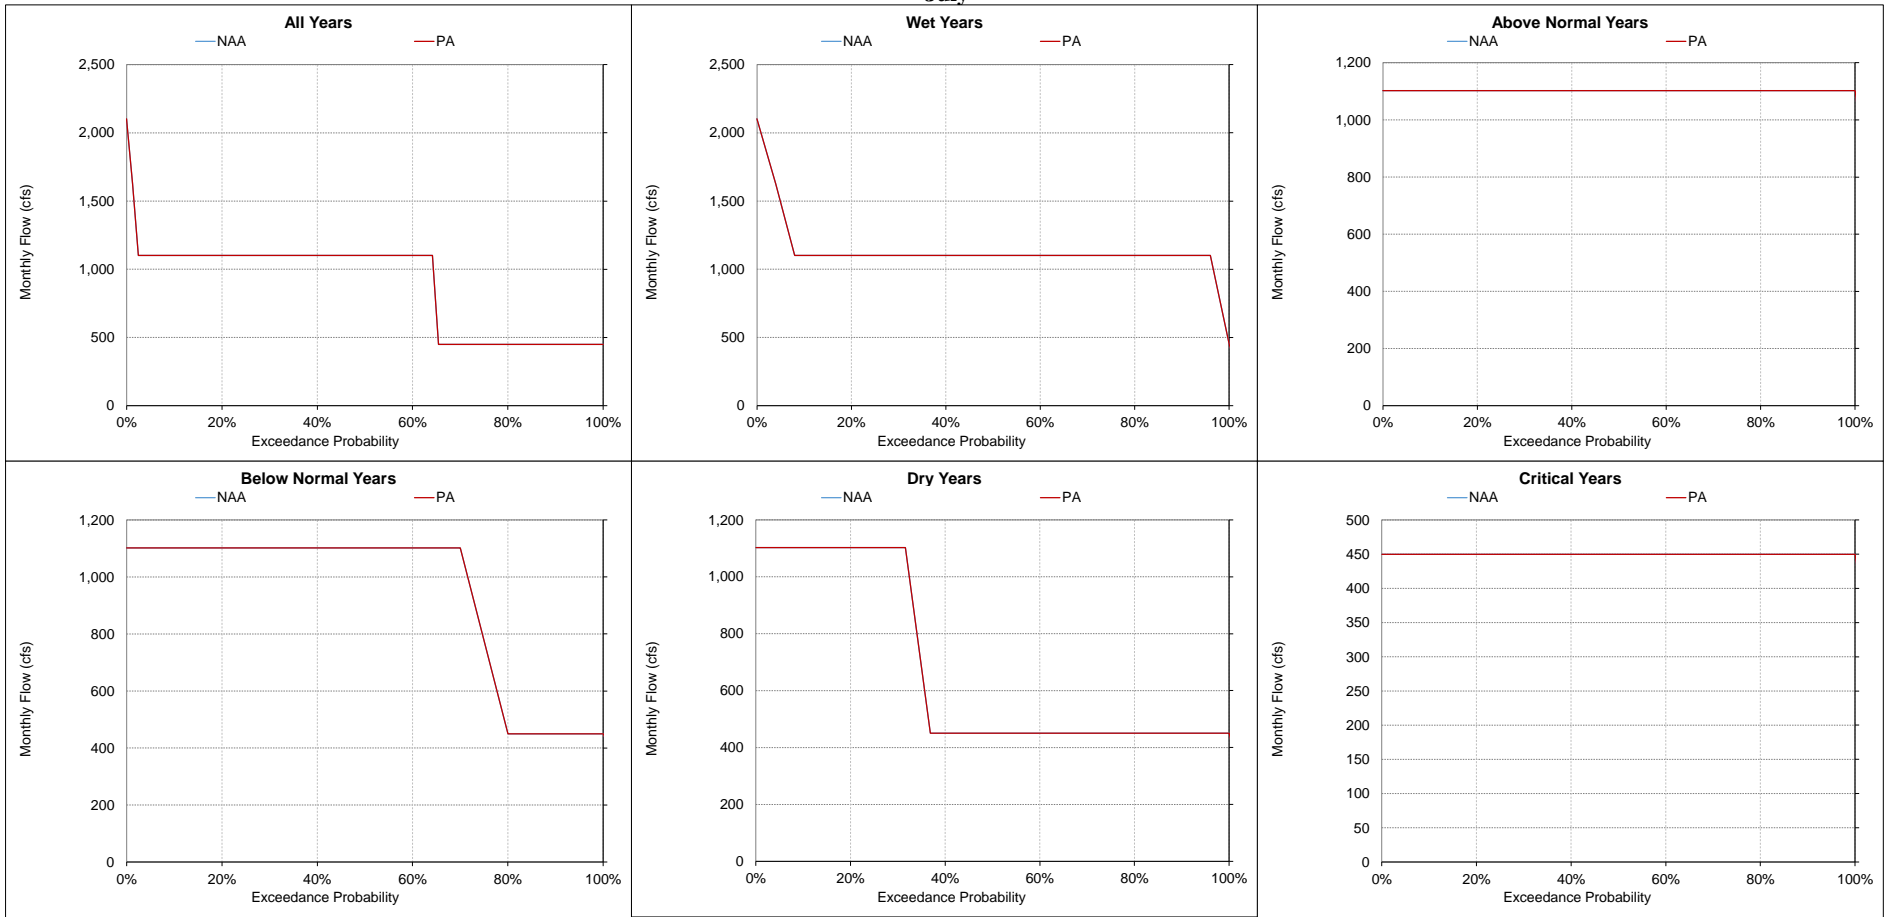 All Years
NAA PA
2,500
2,000
1,500
1,000
500
0
Monthly Flow (cfs)
0% 20% 40% 60% 80% 100%
Exceedance Probability
Wet Years
NAA PA
2,500
2,000
1,500
1,000
500
0
Monthly Flow (cfs)
0% 20% 40% 60% 80% 100%
Exceedance Probability
Above Normal Years
NAA PA
1,200
1,000
800
600
400
200
0
Monthly Flow (cfs)
0% 20% 40% 60% 80% 100%
Exceedance Probability
Below Normal Years
NAA PA
1,200
1,000
800
600
400
200
0
Monthly Flow (cfs)
0% 20% 40% 60% 80% 100%
Exceedance Probability
Dry Years
NAA PA
1,200
1,000
800
600
400
200
0
Monthly Flow (cfs)
0% 20% 40% 60% 80% 100%
Exceedance Probability
Critical Years
NAA PA
500
450
400
350
300
250
200
150
100
50
0
Monthly Flow (cfs)
0% 20% 40% 60% 80% 100%
Exceedance Probability